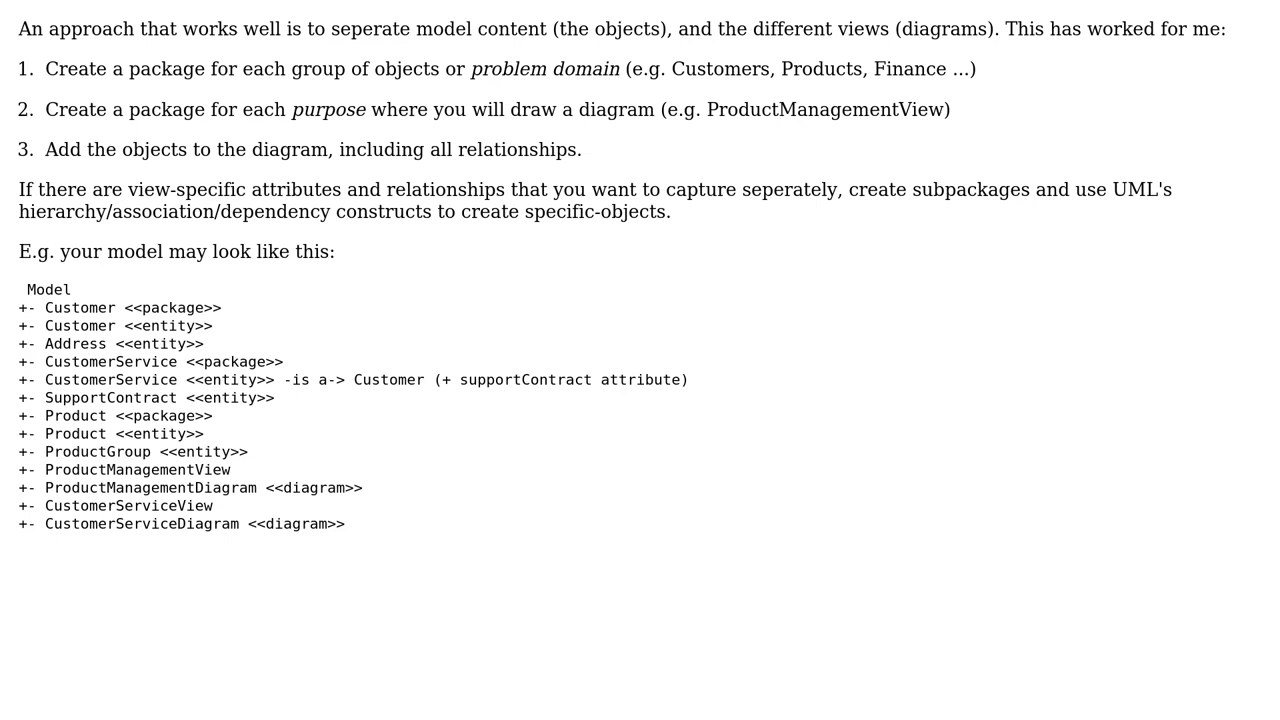 An approach that works well is to seperate model content (the objects), and the different views (diagrams). This has worked for me:
1. Create a package for each group of objects or problem domain (e.g. Customers, Products, Finance ...)
2. Create a package for each purpose where you will draw a diagram (e.g. ProductManagementView)
3. Add the objects to the diagram, including all relationships.
If there are view-specific attributes and relationships that you want to capture seperately, create subpackages and use UML's
hierarchy/association/dependency constructs to create specific-objects.
E.g. your model may look like this:
Model
+- Customer <<package>>
+- Customer <<entity>>
+- Address <<entity>>
+- CustomerService <<package>>
+- CustomerService <<entity>> -is a-> Customer (+ supportContract attribute)
+- SupportContract <<entity>>
+- Product <<package>>
+- Product <<entity>>
+- ProductGroup <<entity>>
+- ProductManagementView
+- ProductManagementDiagram <<diagram>>
+- CustomerServiceView
+- CustomerServiceDiagram <<diagram>>